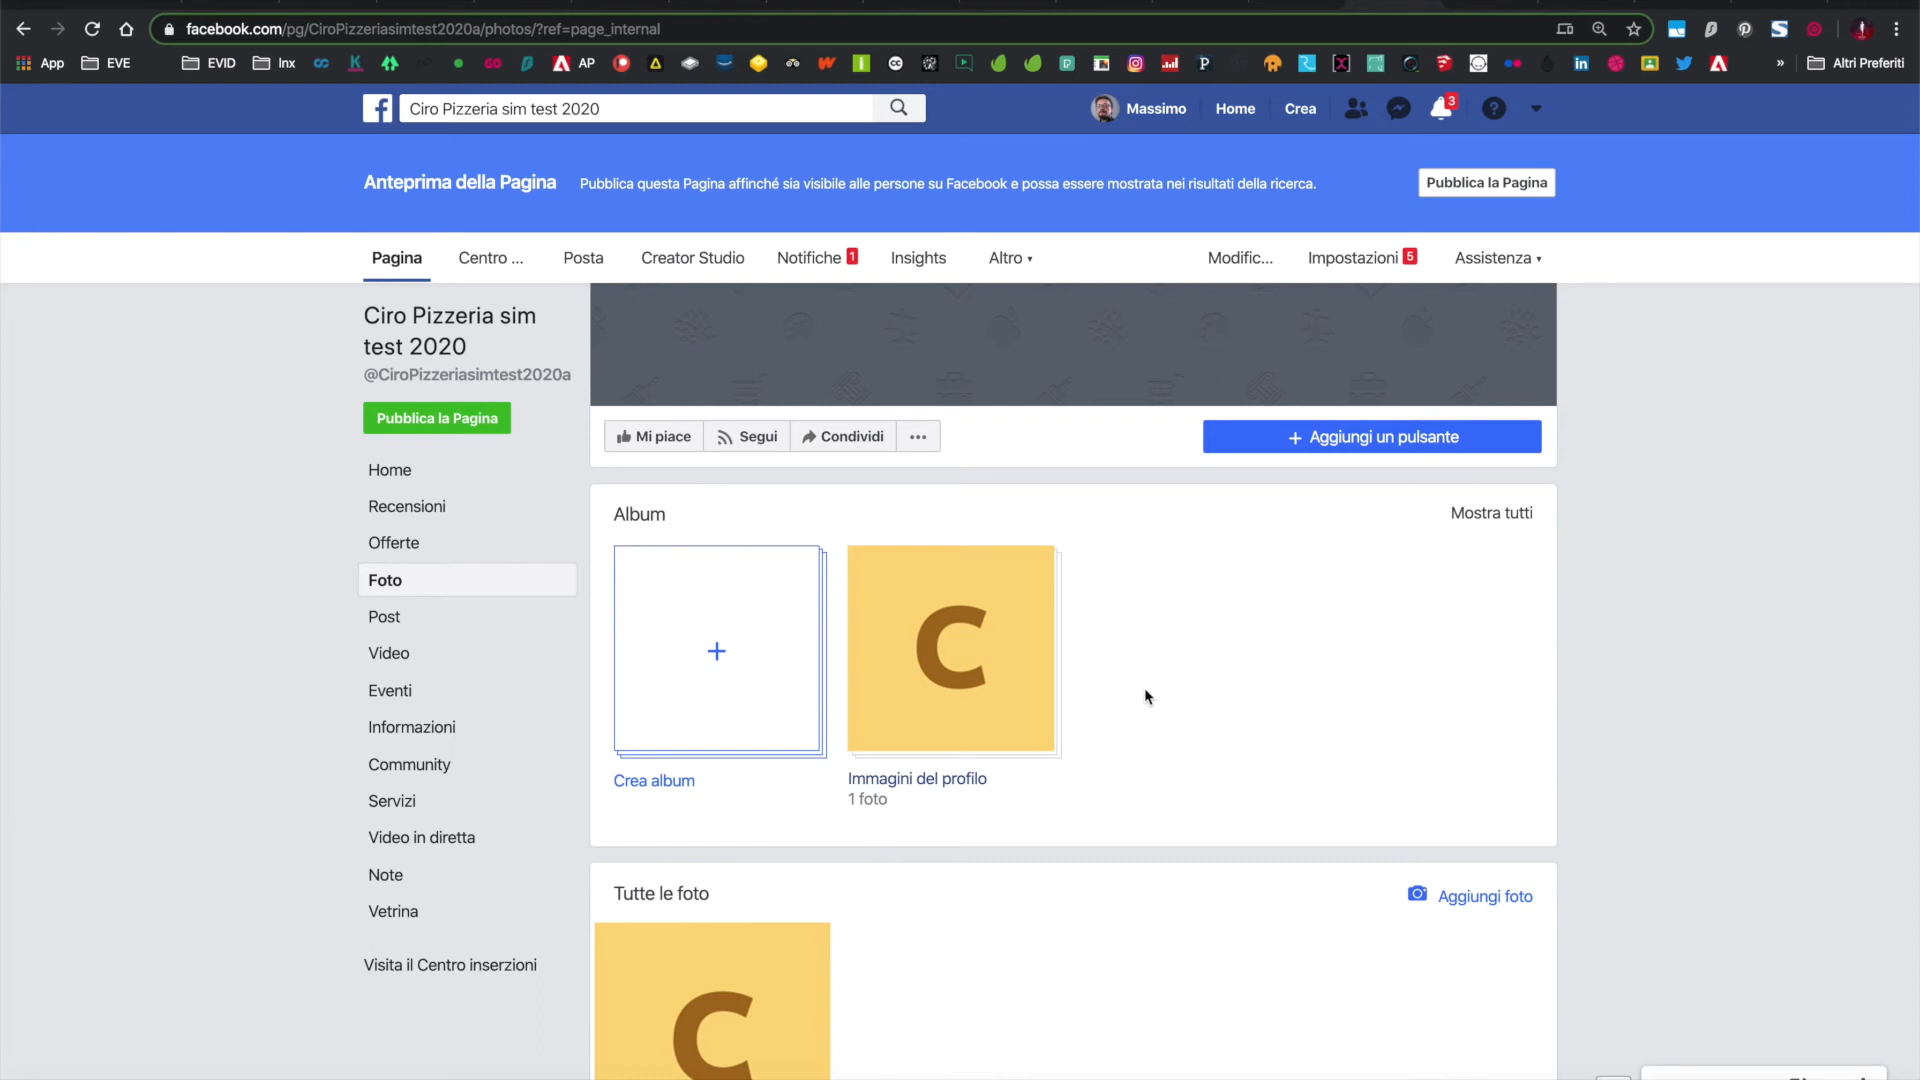 facebook.com/pg/CiroPizzeriasimtest2020a/photos/?ref=page_internal
App EVE EVID Inx AP Altri Preferiti
Ciro Pizzeria sim test 2020
Massimo Home Crea 3
Anteprima della Pagina Pubblica questa Pagina affinché sia visibile alle persone su Facebook e possa essere mostrata nei risultati della ricerca. Pubblica la Pagina
Pagina Centro ... Posta Creator Studio Notifiche 1 Insights Altro Modific... Impostazioni 5 Assistenza
Ciro Pizzeria sim
test 2020
@CiroPizzeriasimtest2020a
Pubblica la Pagina
Home
Recensioni
Offerte
Foto
Post
Video
Eventi
Informazioni
Community
Servizi
Video in diretta
Note
Vetrina
Visita il Centro inserzioni
Mi piace Segui Condividi ... + Aggiungi un pulsante
Album Mostra tutti
+
C
Crea album
Immagini del profilo
1 foto
Tutte le foto Aggiungi foto
C